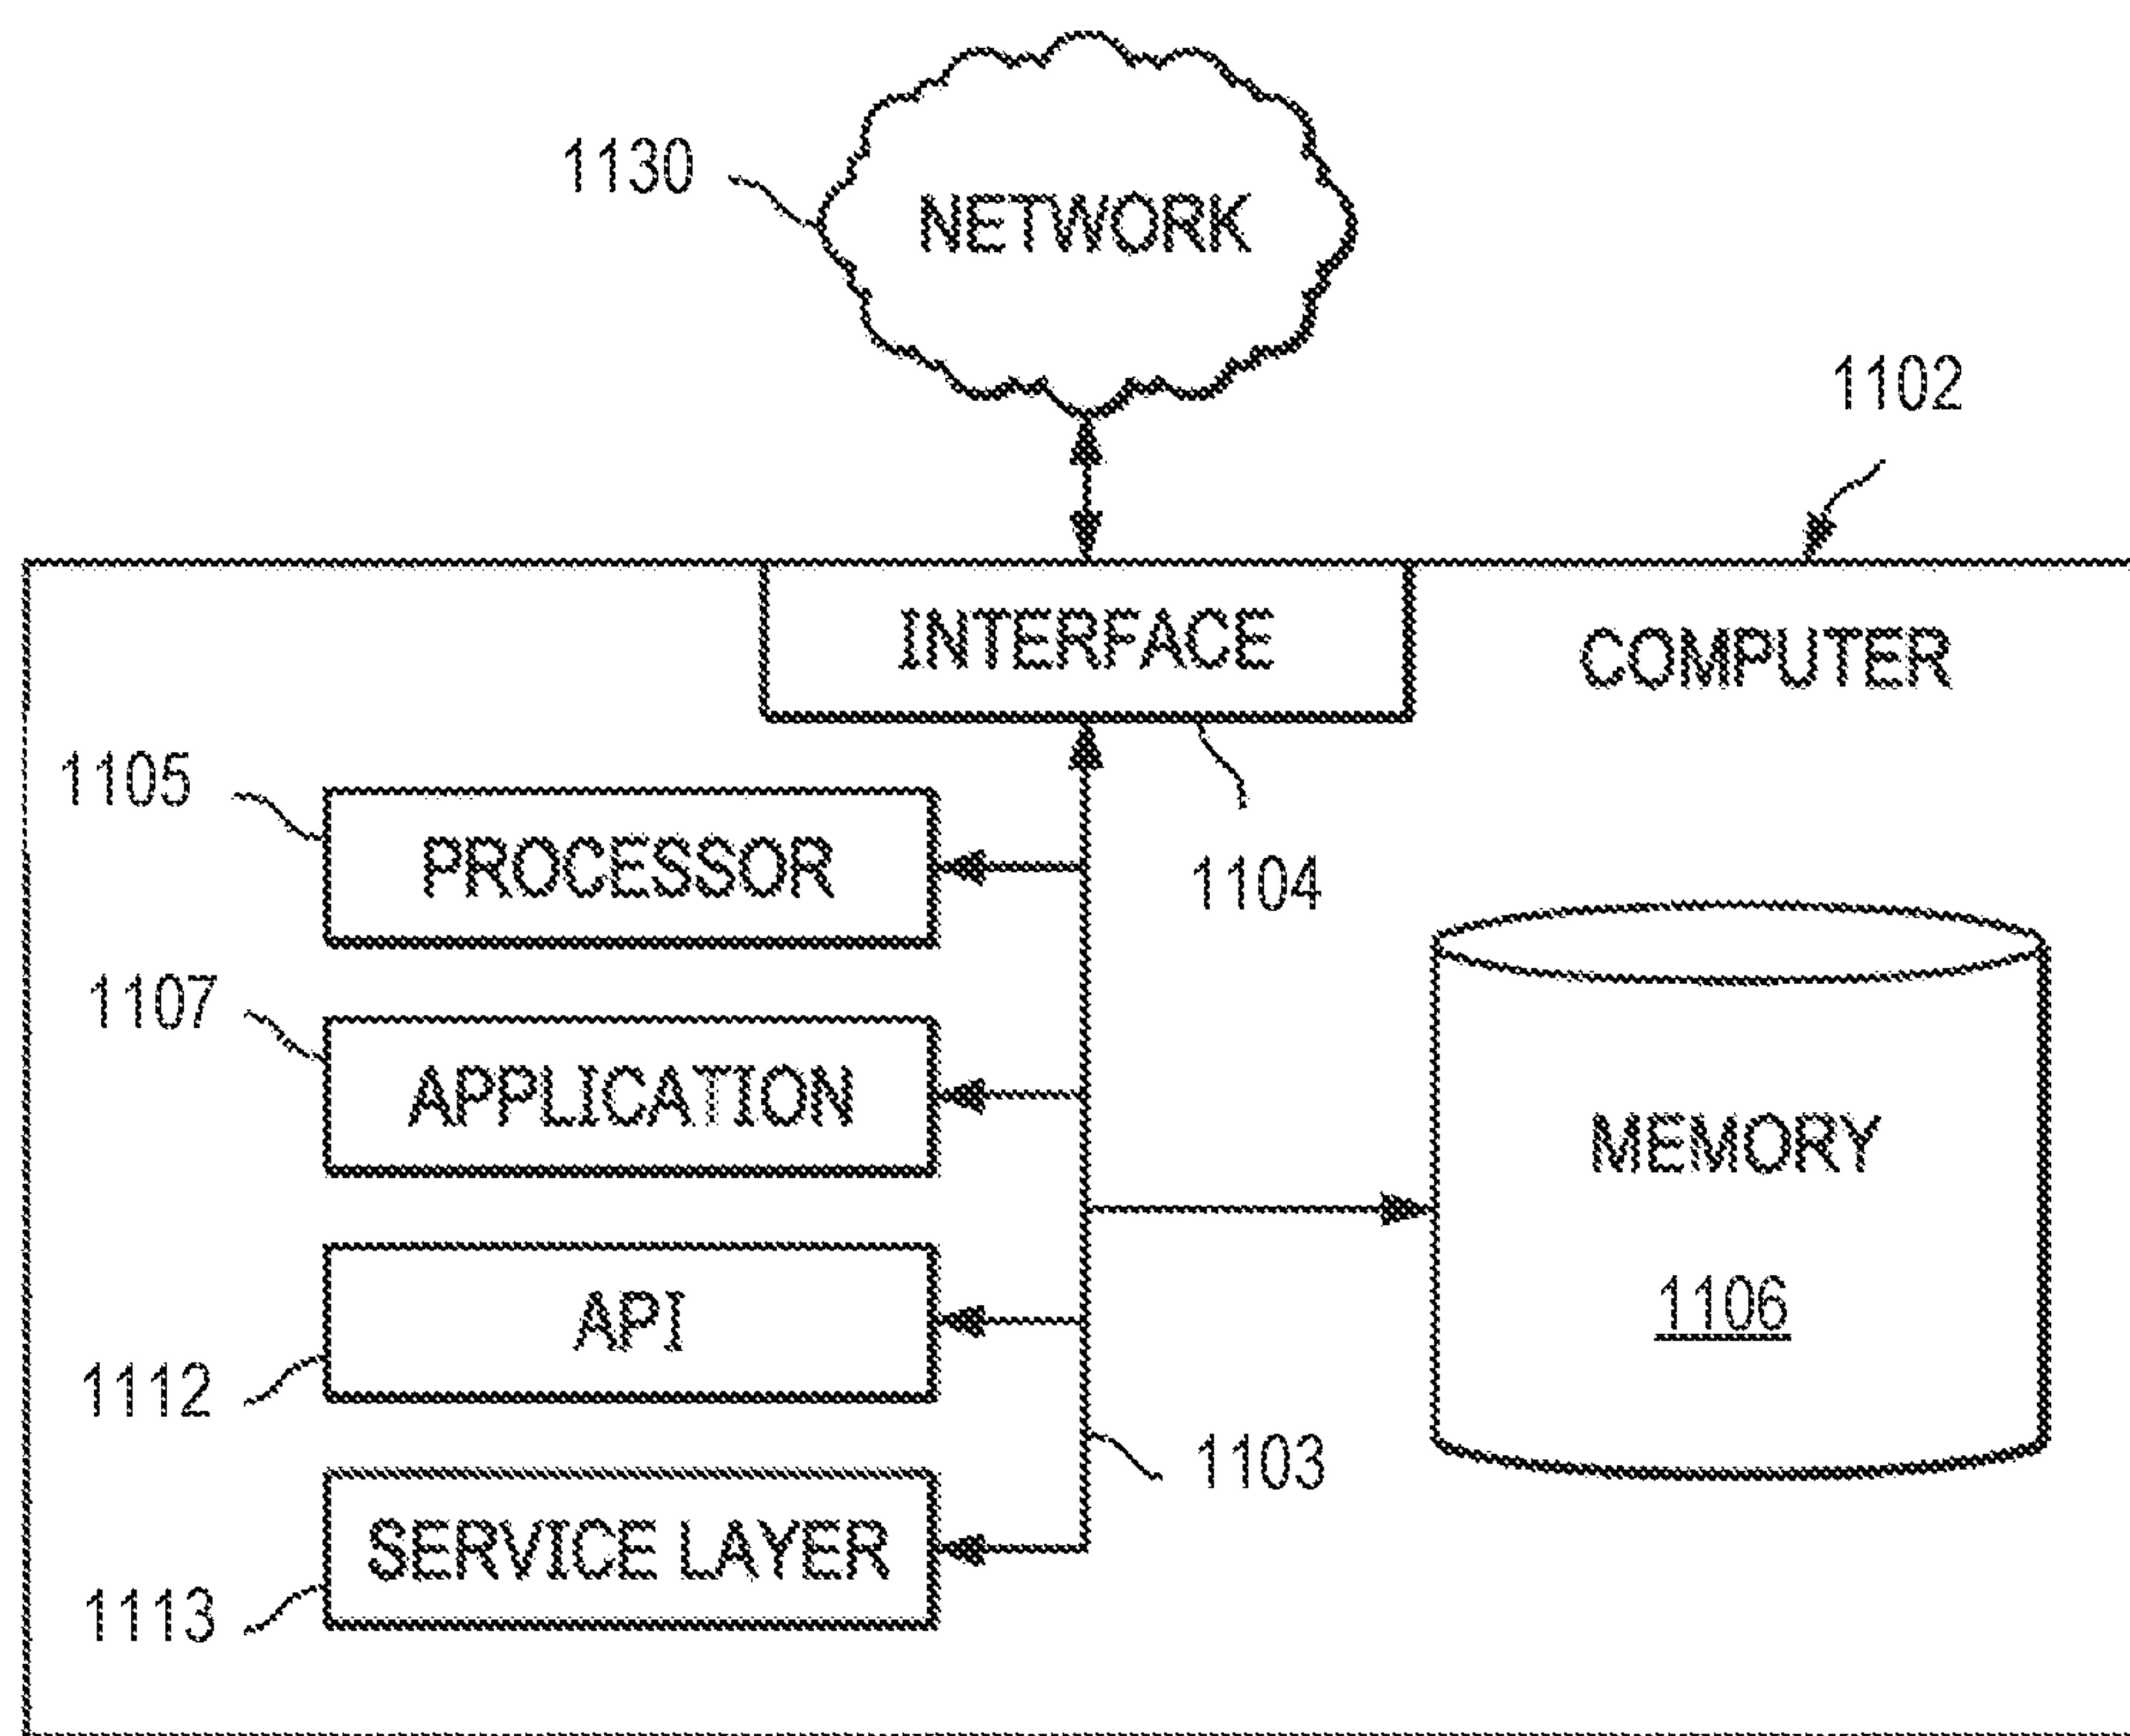 1130
NETWORK
1102
INTERFACE
COMPUTER
1105
PROCESSOR
1104
1107
APPLICATION
MEMORY
1106
API
1112
1103
SERVICE LAYER
1113